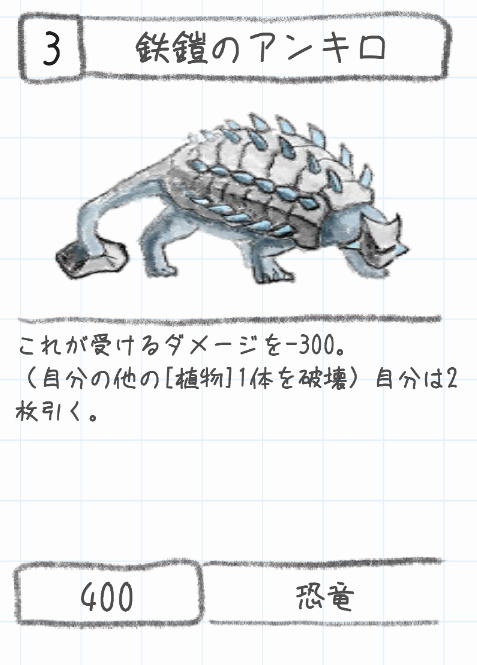 3
鉄鎧のアンキロ
これが受けるダメージを-300。
（自分の他の[植物]1体を破壊）自分は2
枚引く。
400
恐竜